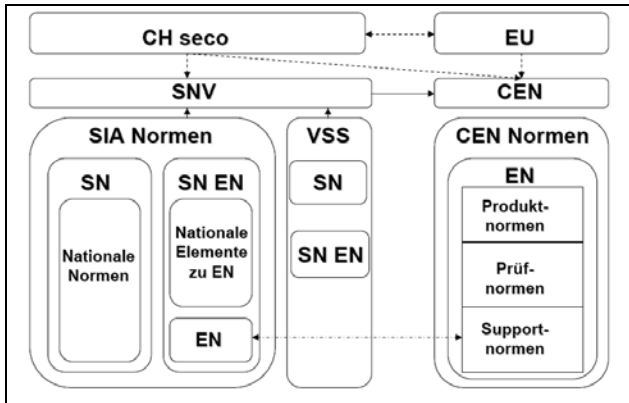 CH seco
EU
SNV
CEN
SIA Normen
VSS
CEN Normen
SN
SN EN
SN
EN
Nationale
Normen
Nationale
Elemente
zu EN
SN EN
Produkt-
normen
Prüf-
normen
EN
Support-
normen